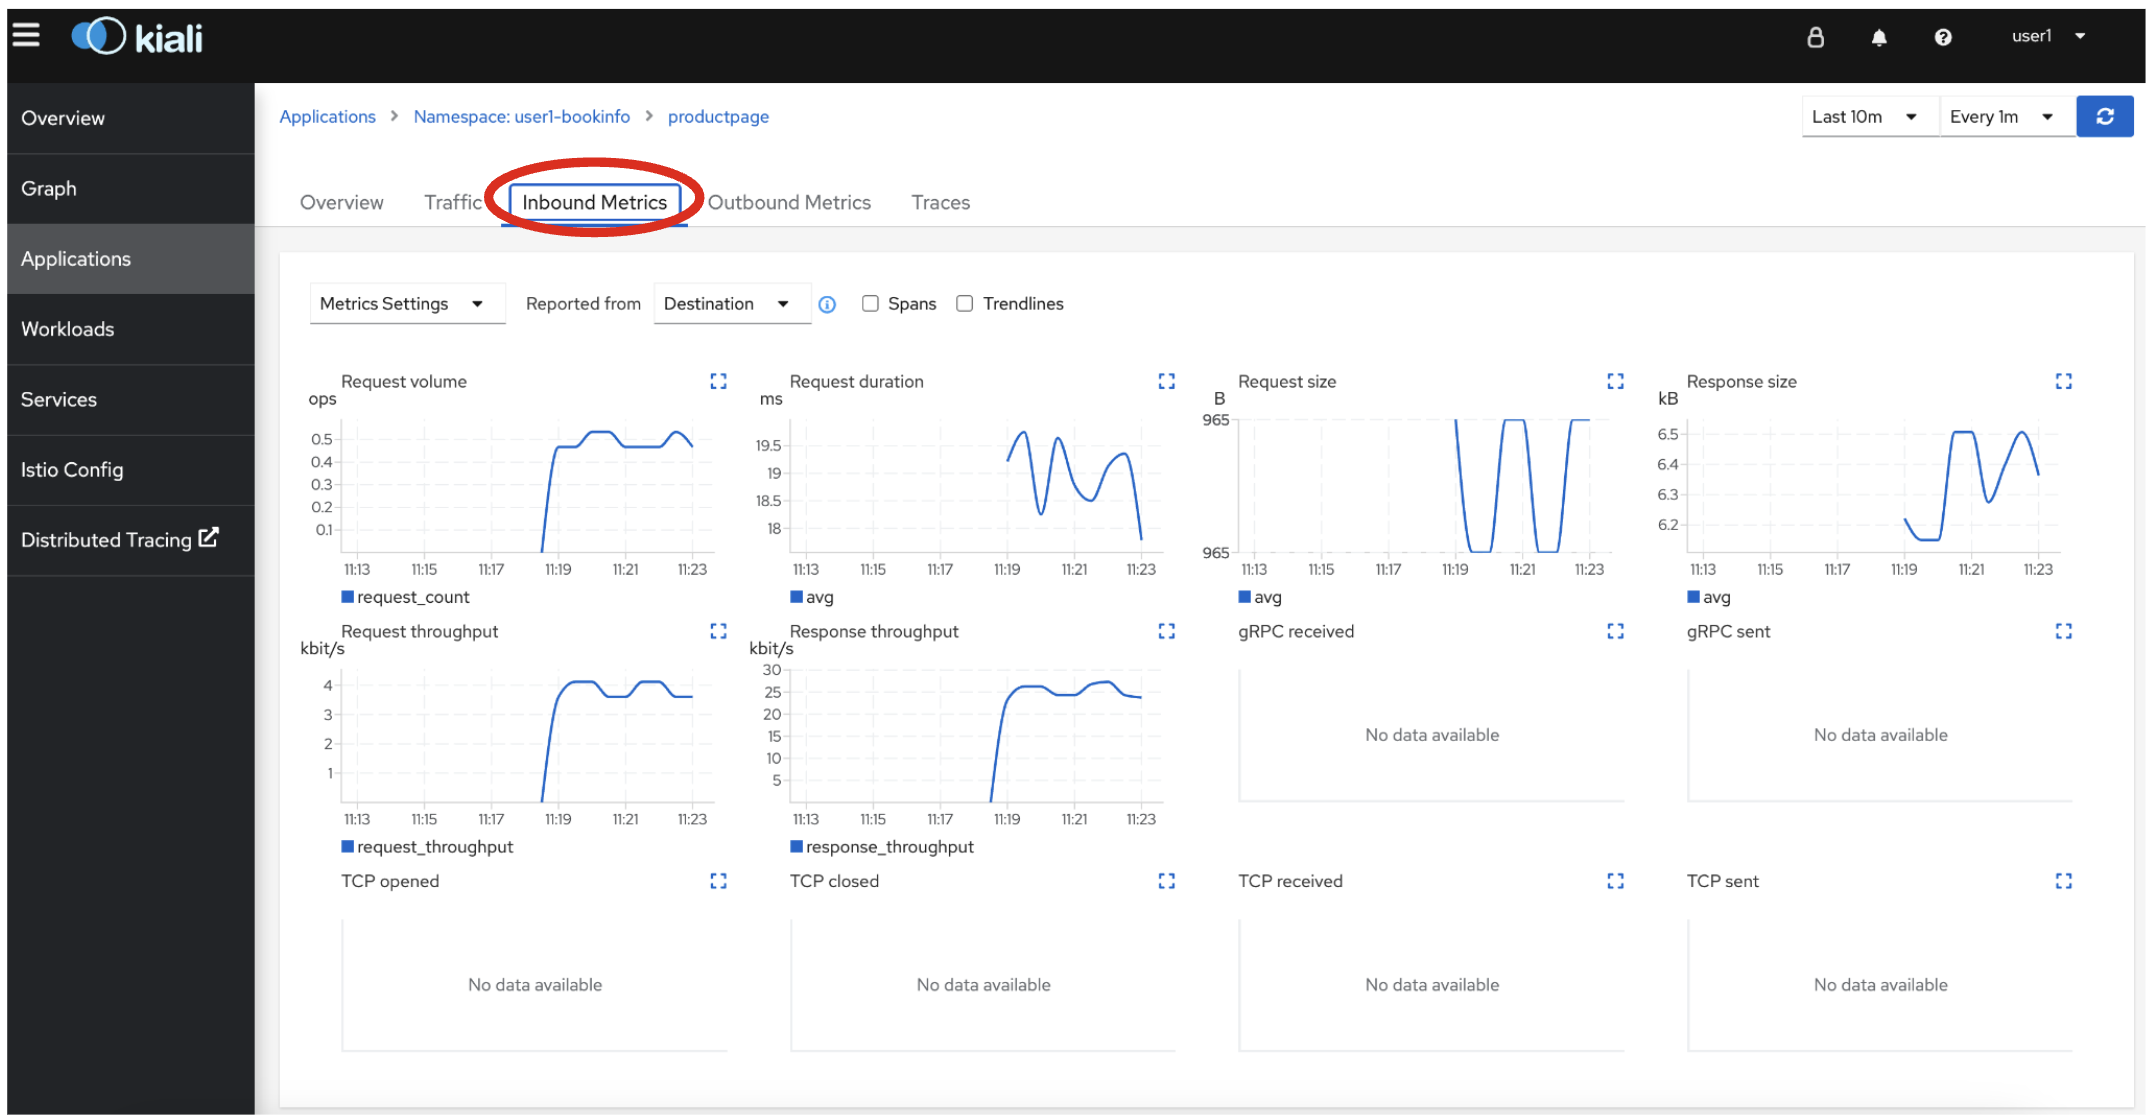 kiali
user1
Overview
Graph
Applications
Workloads
Services
Istio Config
Distributed Tracing
Applications > Namespace: user1-bookinfo > productpage
Last 10m
Every 1m
Overview
Traffic
Inbound Metrics
Outbound Metrics
Traces
Metrics Settings
Reported from
Destination
Spans
Trendlines
Request volume
ops
0.5
0.4
0.3
0.2
0.1
11:13 11:15 11:17 11:19 11:21 11:23
request_count
Request duration
ms
19.5
19
18.5
18
11:13 11:15 11:17 11:19 11:21 11:23
avg
Request size
B
965
965
11:13 11:15 11:17 11:19 11:21 11:23
avg
Response size
kB
6.5
6.4
6.3
6.2
11:13 11:15 11:17 11:19 11:21 11:23
avg
Request throughput
kbit/s
4
3
2
1
11:13 11:15 11:17 11:19 11:21 11:23
request_throughput
Response throughput
kbit/s
30
25
20
15
10
5
11:13 11:15 11:17 11:19 11:21 11:23
response_throughput
gRPC received
No data available
gRPC sent
No data available
TCP opened
No data available
TCP closed
No data available
TCP received
No data available
TCP sent
No data available